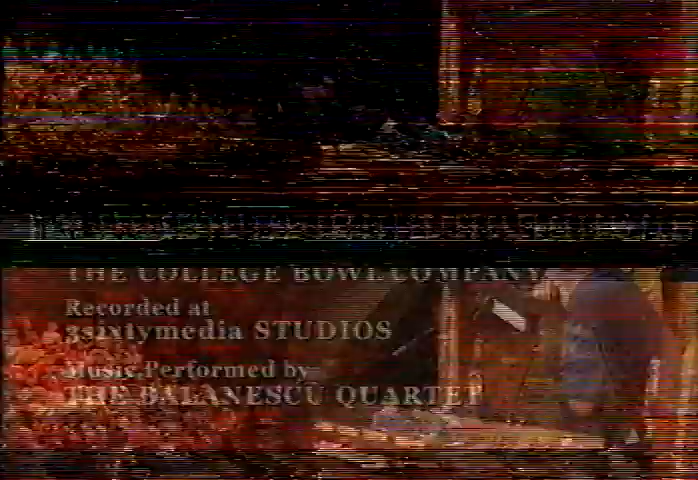 THE COLLEGE BOWL COMPANY
Recorded at
3sixtymedia STUDIOS
Music Performed by
THE BALANESCU QUARTET